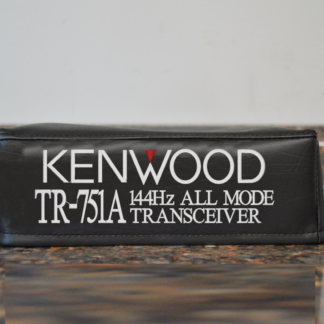 KENWOOD
TR-751A 144Hz ALL MODE
TRANSCEIVER